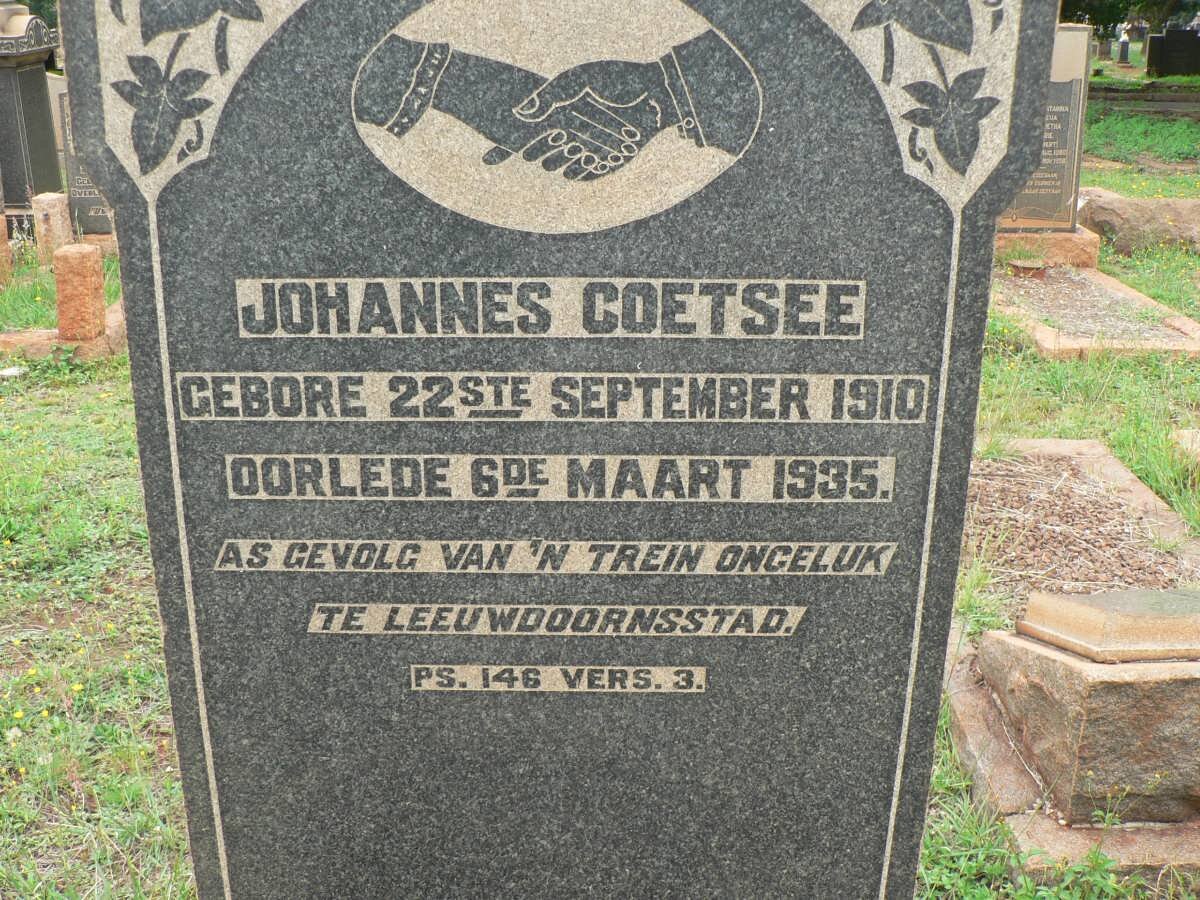 JOHANNES COETSEE
GEBORE 22STE SEPTEMBER 1910
OORLEDE 6DE MAART 1935.
AS GEVOLG VAN 'N TREIN ONGELUK
TE LEEUWDOORNSSTAD.
PS. 146 VERS. 3.